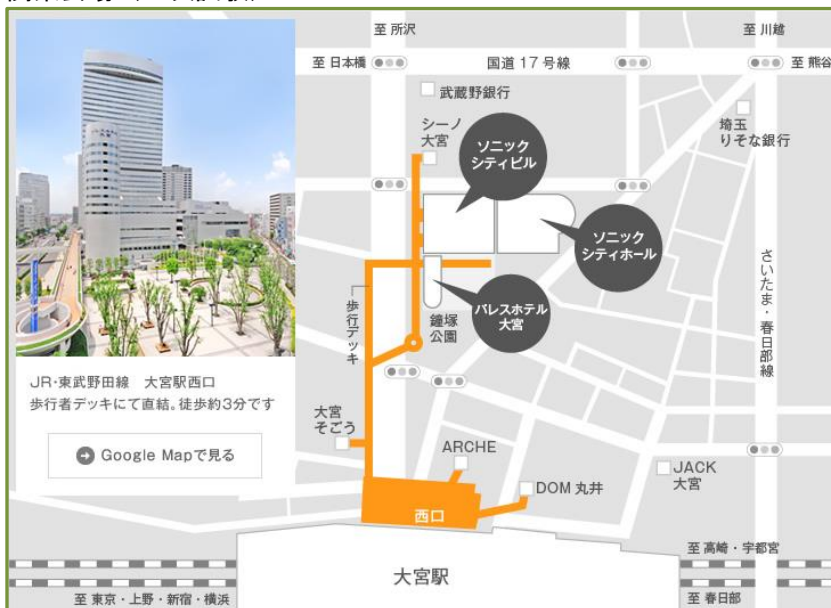 至 所沢
至 川越
至 日本橋
国道 17 号線
至 熊谷
武蔵野銀行
シーノ
大宮
埼玉
りそな銀行
ソニック
シティビル
ソニック
シティホール
さいたま・春日部線
パレスホテル
大宮
歩行デッキ
鐘塚
公園
JR・東武野田線　大宮駅西口
歩行者デッキにて直結。徒歩約3分です
Google Mapで見る
大宮
そごう
ARCHE
DOM 丸井
JACK
大宮
西口
大宮駅
至 高崎・宇都宮
至 東京・上野・新宿・横浜
至 春日部